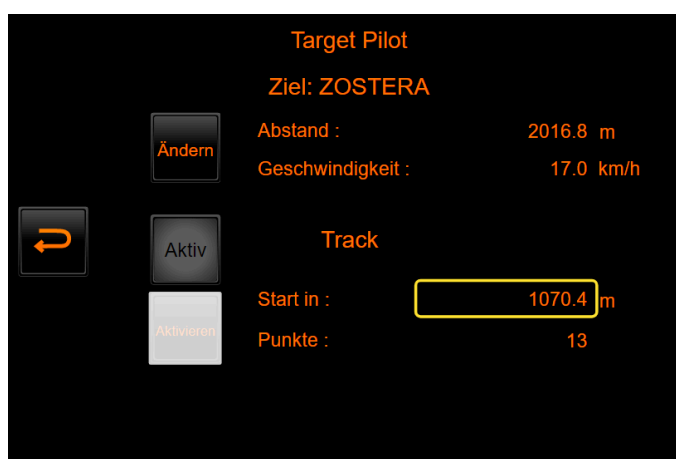 Target Pilot
Ziel: ZOSTERA
Ändern
Abstand : 2016.8 m
Geschwindigkeit : 17.0 km/h
Aktiv
Track
Aktivieren
Start in : 1070.4 m
Punkte : 13